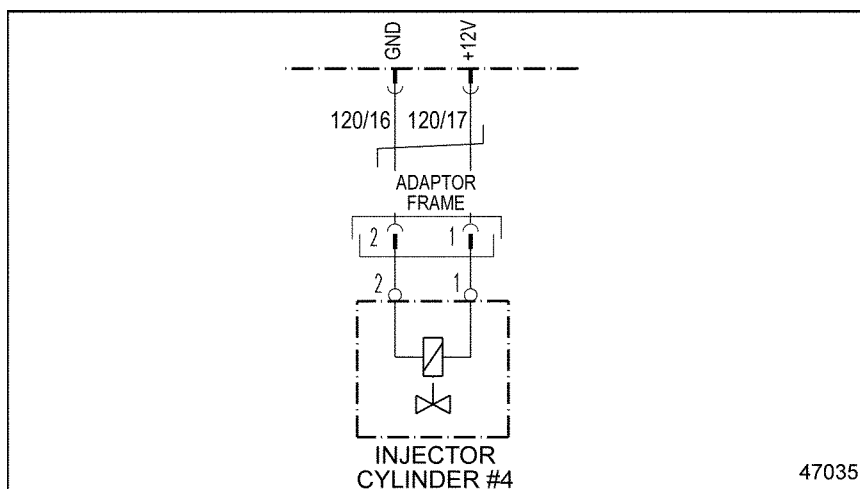 GND +12V
120/16 120/17
ADAPTOR
FRAME
2 1
2 1
INJECTOR
CYLINDER #4
47035